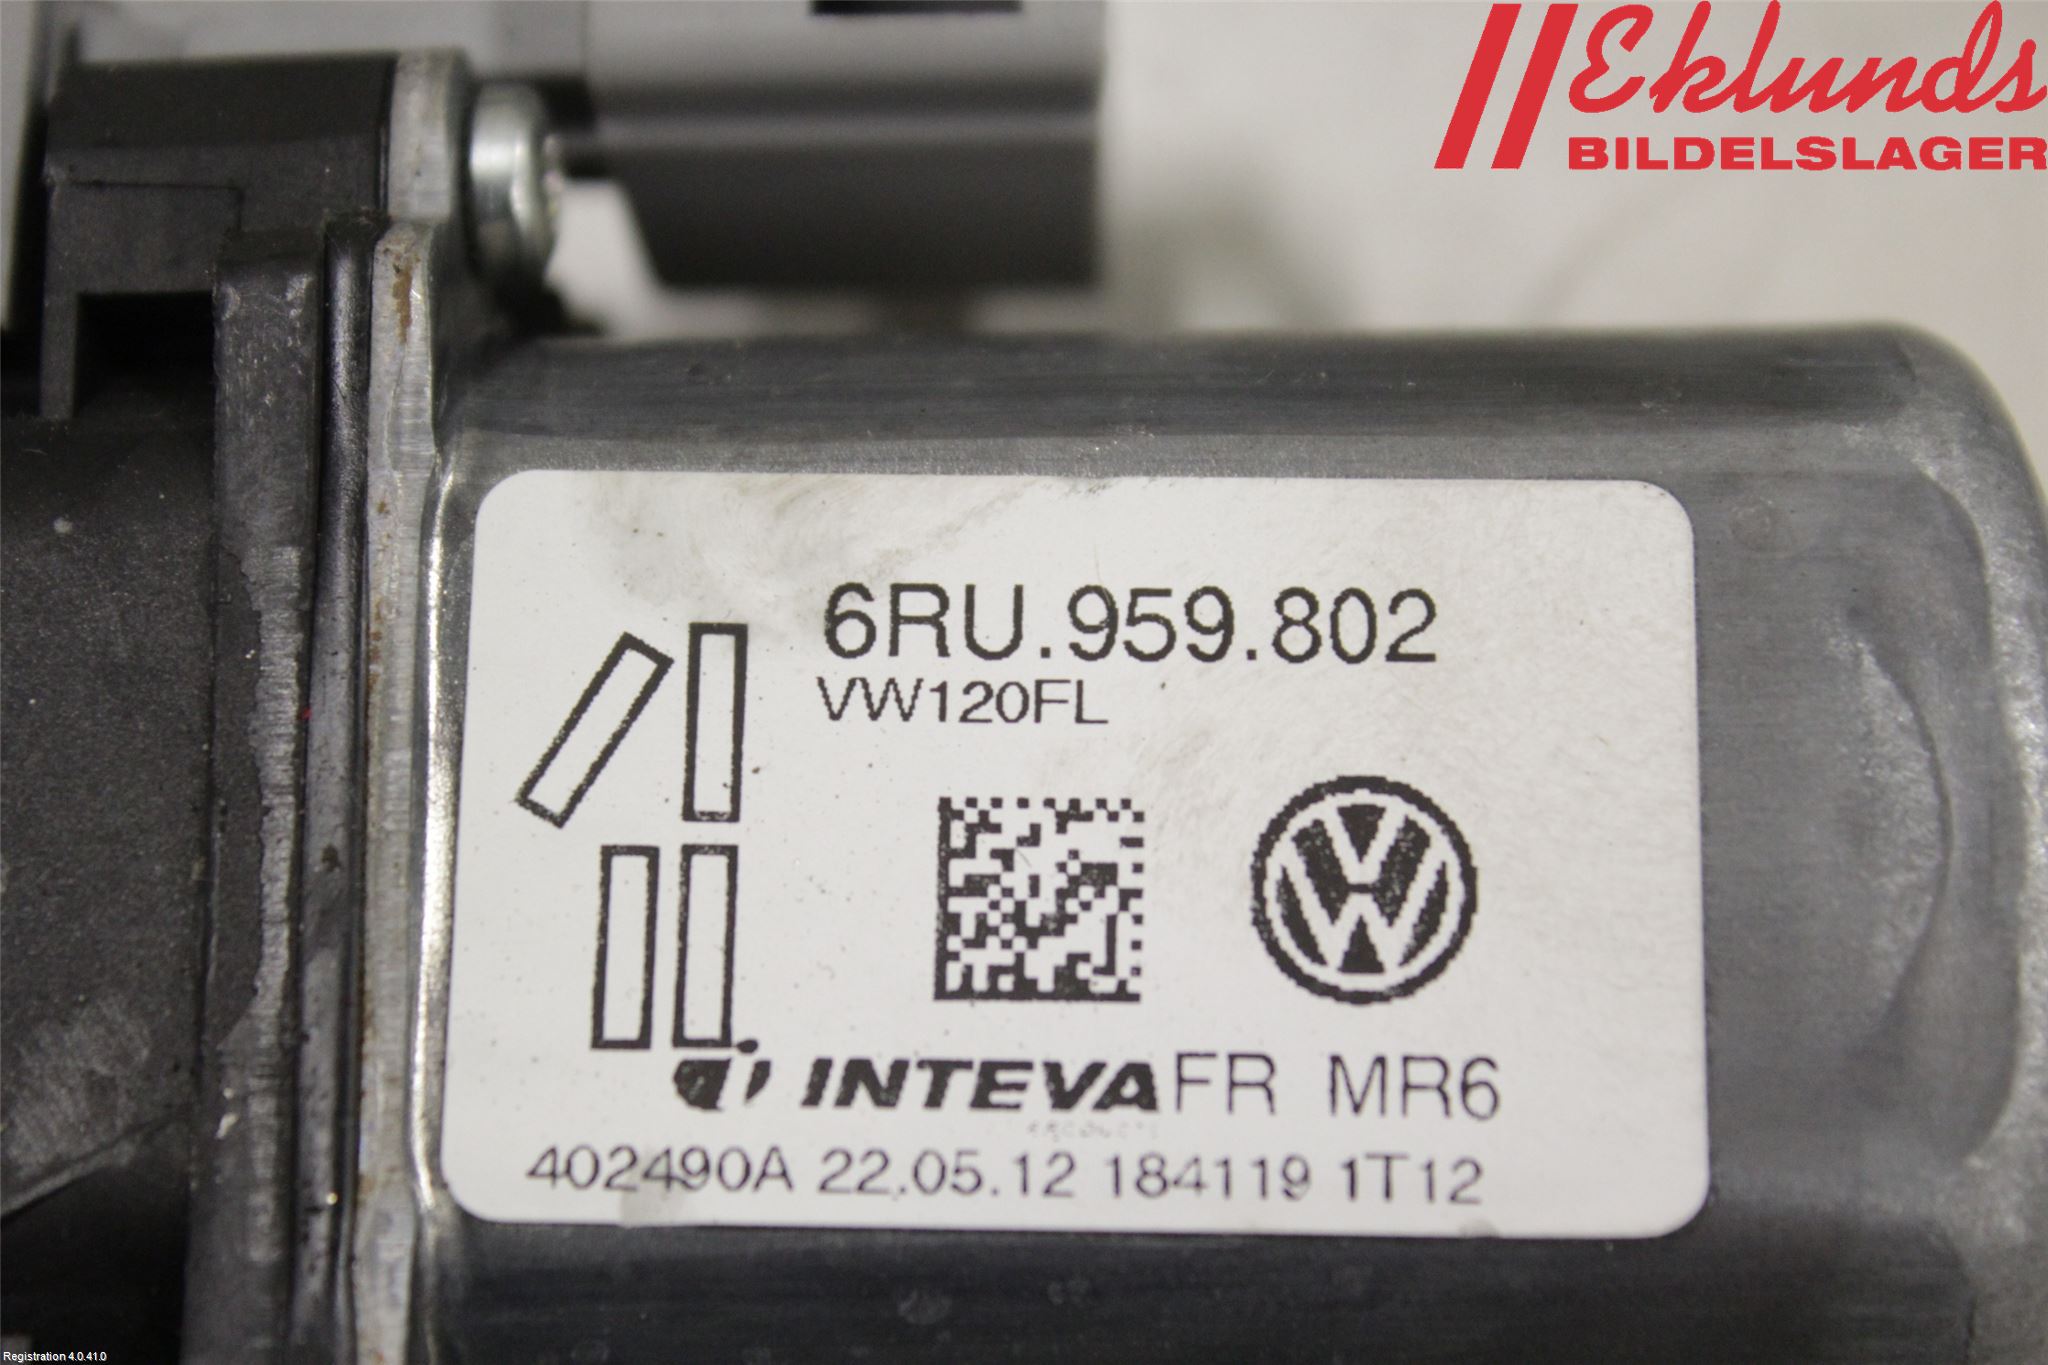 Eklunds
BILDELSLAGER
6RU.959.802
VW120FL
INTEVA FR MR6
402490A 22.05.12 184119 1T12
Registration 4.0.41.0